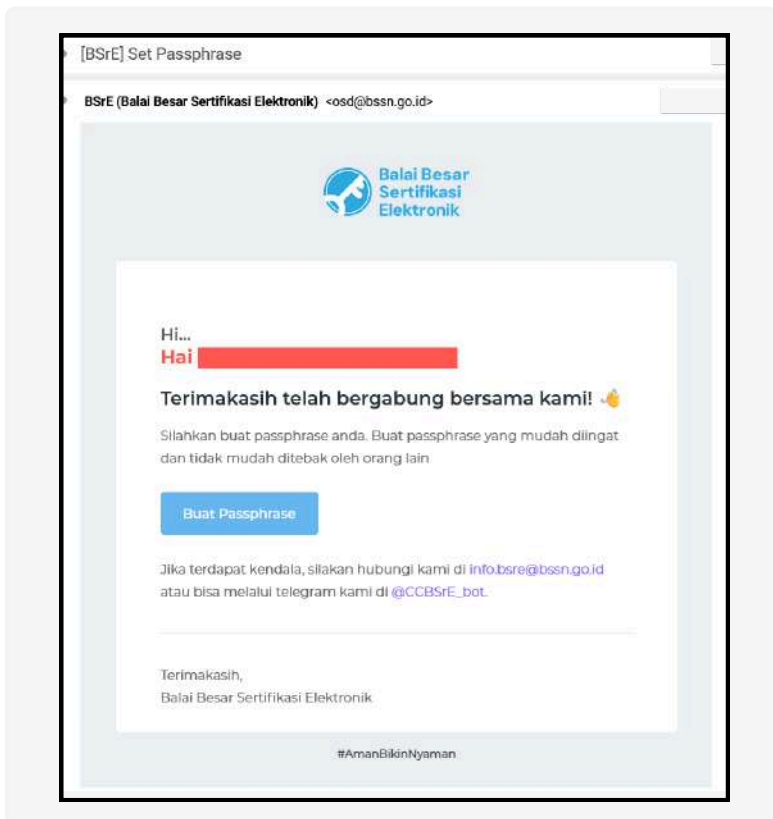 [BSrE] Set Passphrase
BSrE (Balai Besar Sertifikasi Elektronik) <osd@bssn.go.id>
Balai Besar
Sertifikasi
Elektronik
Hi...
Hai
Terimakasih telah bergabung bersama kami! 👋
Silahkan buat passphrase anda. Buat passphrase yang mudah diingat
dan tidak mudah ditebak oleh orang lain
Buat Passphrase
Jika terdapat kendala, silakan hubungi kami di info.bsre@bssn.go.id
atau bisa melalui telegram kami di @CCBSrE_bot.
Terimakasih,
Balai Besar Sertifikasi Elektronik
#AmanBikinNyaman